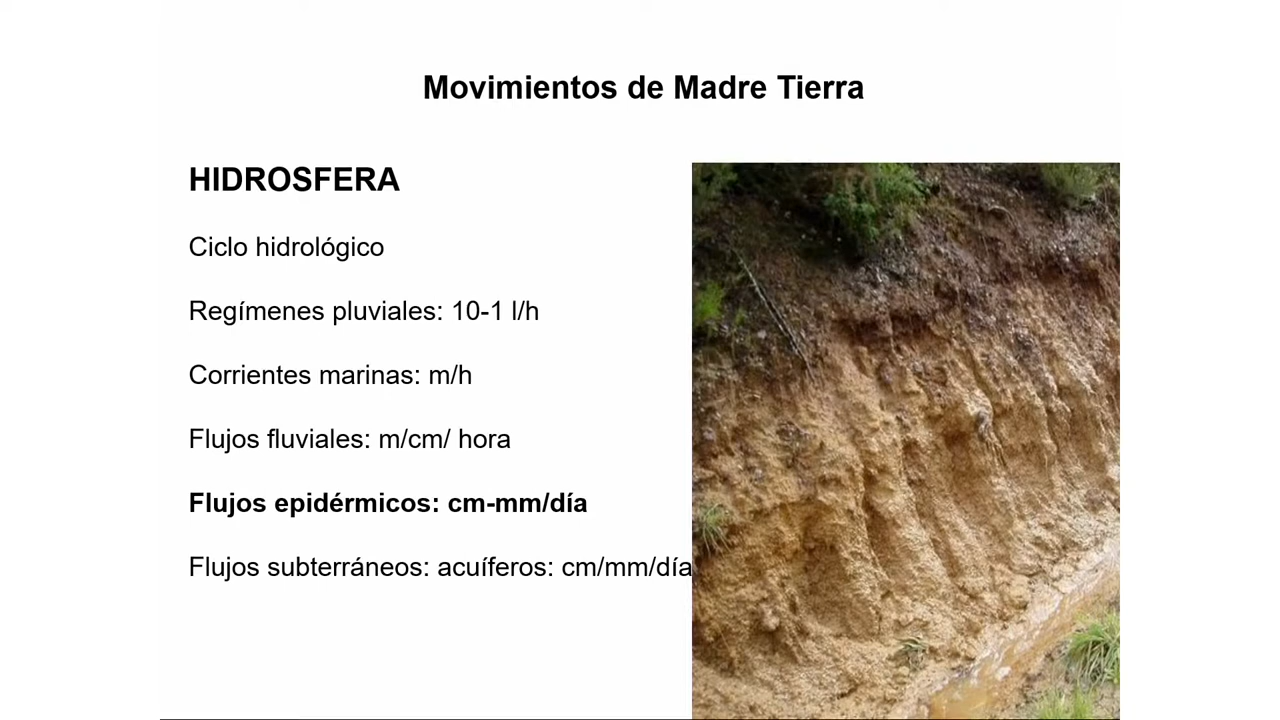 Movimientos de Madre Tierra
HIDROSFERA
Ciclo hidrológico
Regímenes pluviales: 10-1 l/h
Corrientes marinas: m/h
Flujos fluviales: m/cm/ hora
Flujos epidérmicos: cm-mm/día
Flujos subterráneos: acuíferos: cm/mm/día